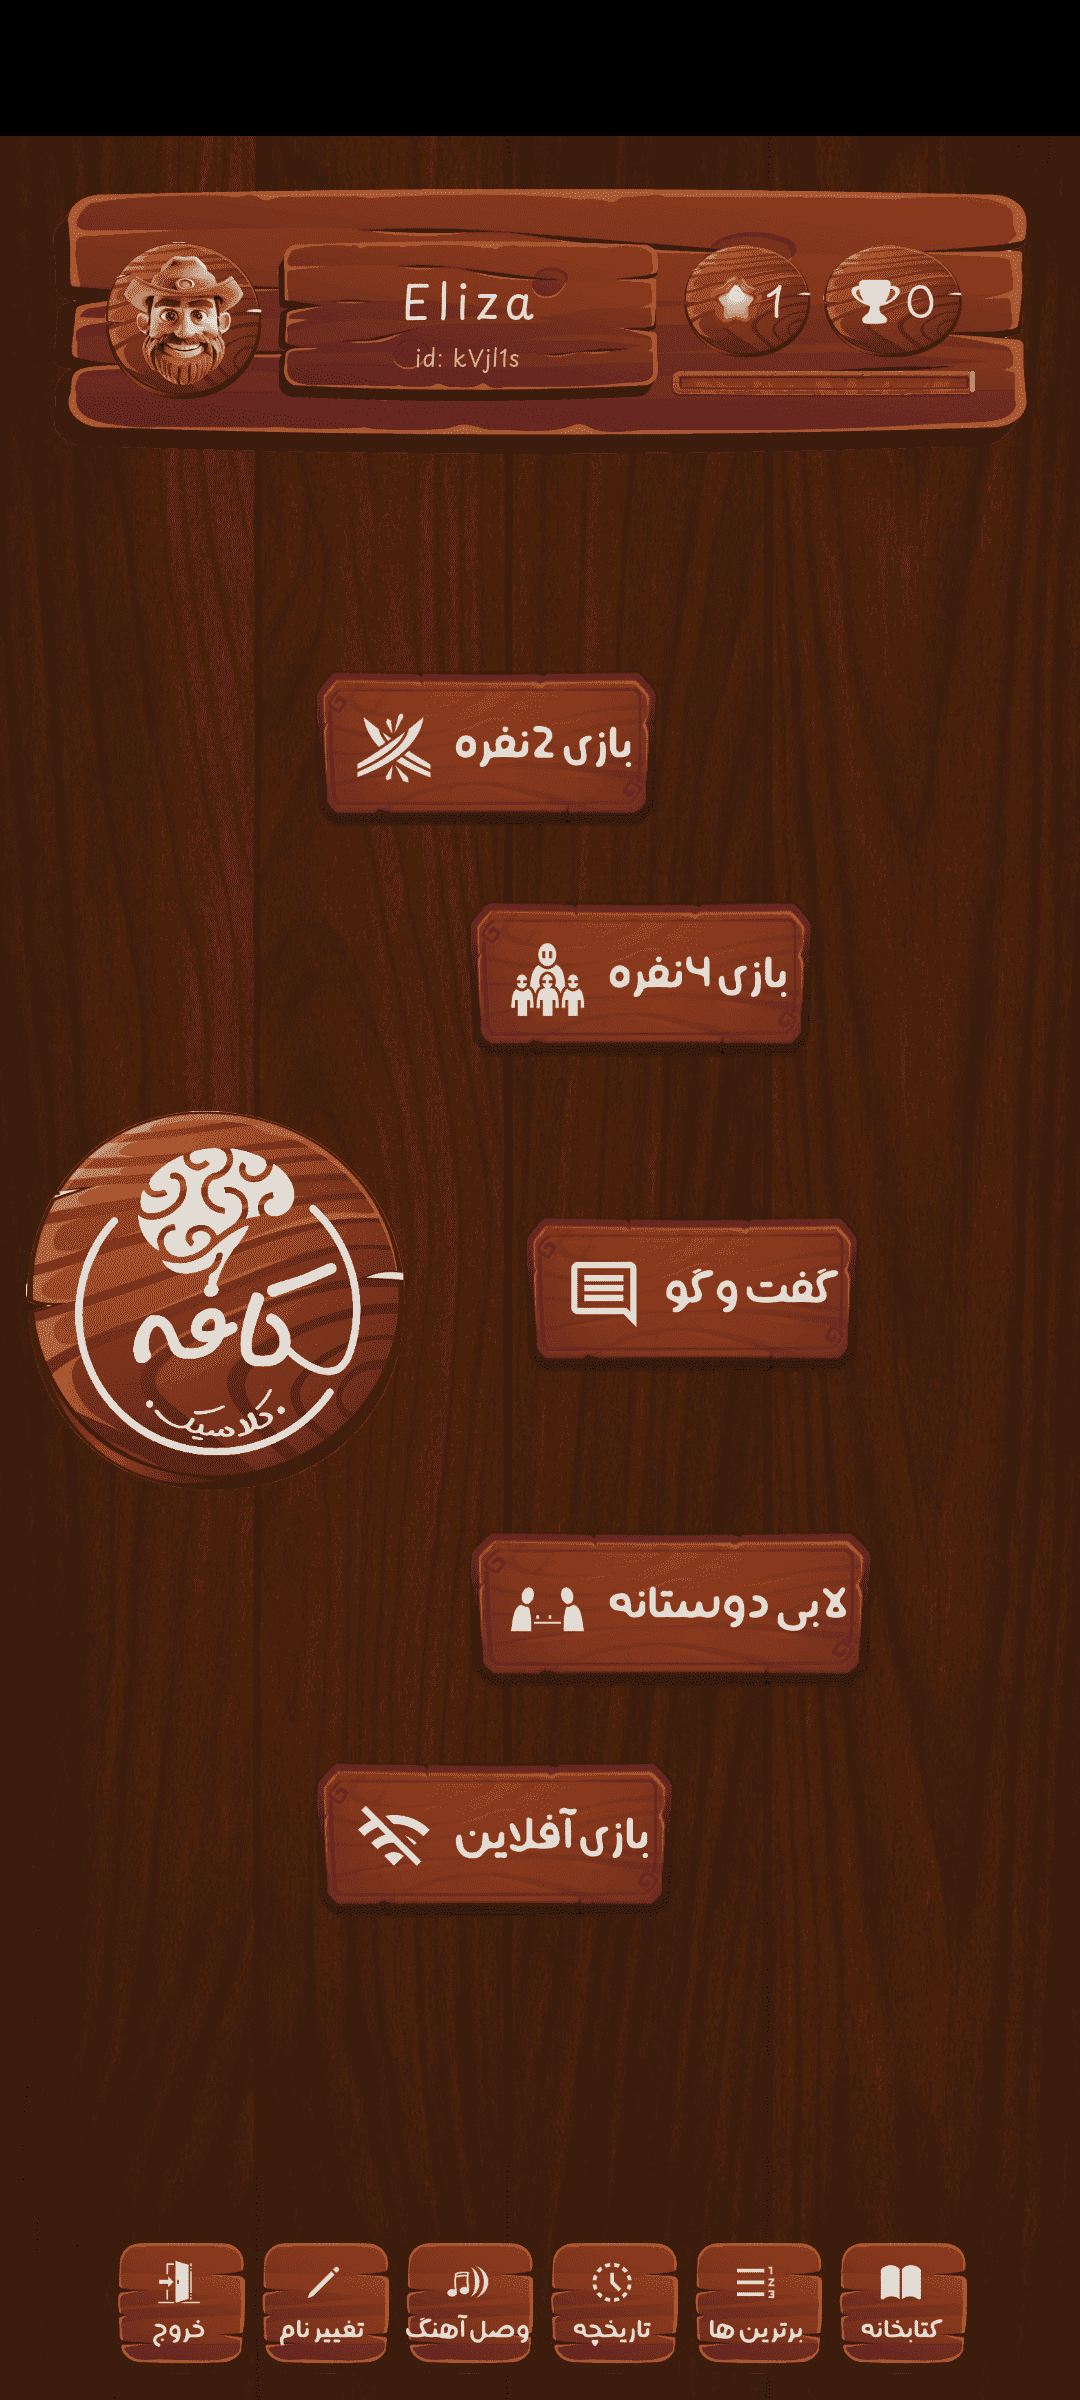 Eliza
id: kVjl1s
1
0
بازی 2نفره
بازی 4نفره
گفت و گو
کافه
کلاسیک
لابی دوستانه
بازی آفلاین
کتابخانه
برترین ها
تاریخچه
وصل آهنگ
تغییر نام
خروج